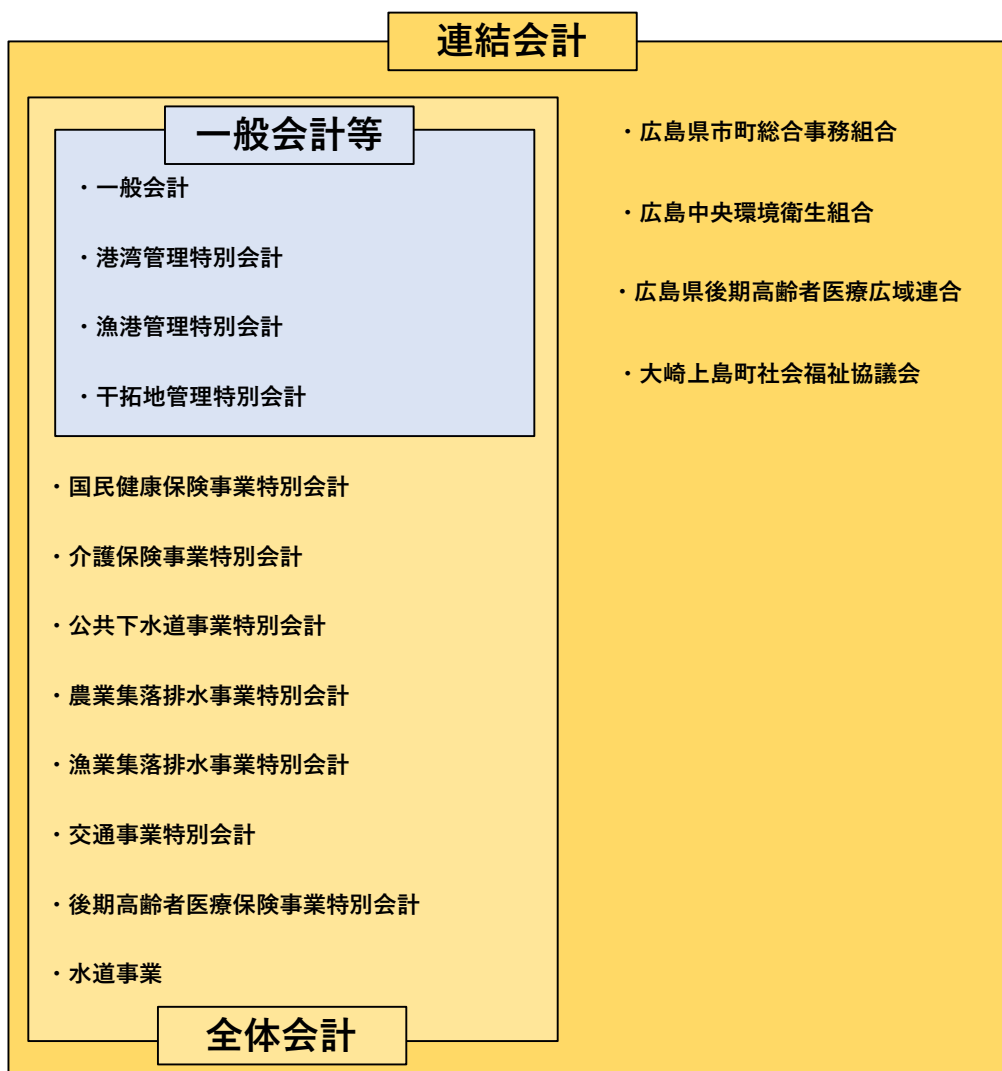 連結会計
一般会計等
・一般会計
・港湾管理特別会計
・漁港管理特別会計
・干拓地管理特別会計
・国民健康保険事業特別会計
・介護保険事業特別会計
・公共下水道事業特別会計
・農業集落排水事業特別会計
・漁業集落排水事業特別会計
・交通事業特別会計
・後期高齢者医療保険事業特別会計
・水道事業
全体会計
・広島県市町総合事務組合
・広島中央環境衛生組合
・広島県後期高齢者医療広域連合
・大崎上島町社会福祉協議会